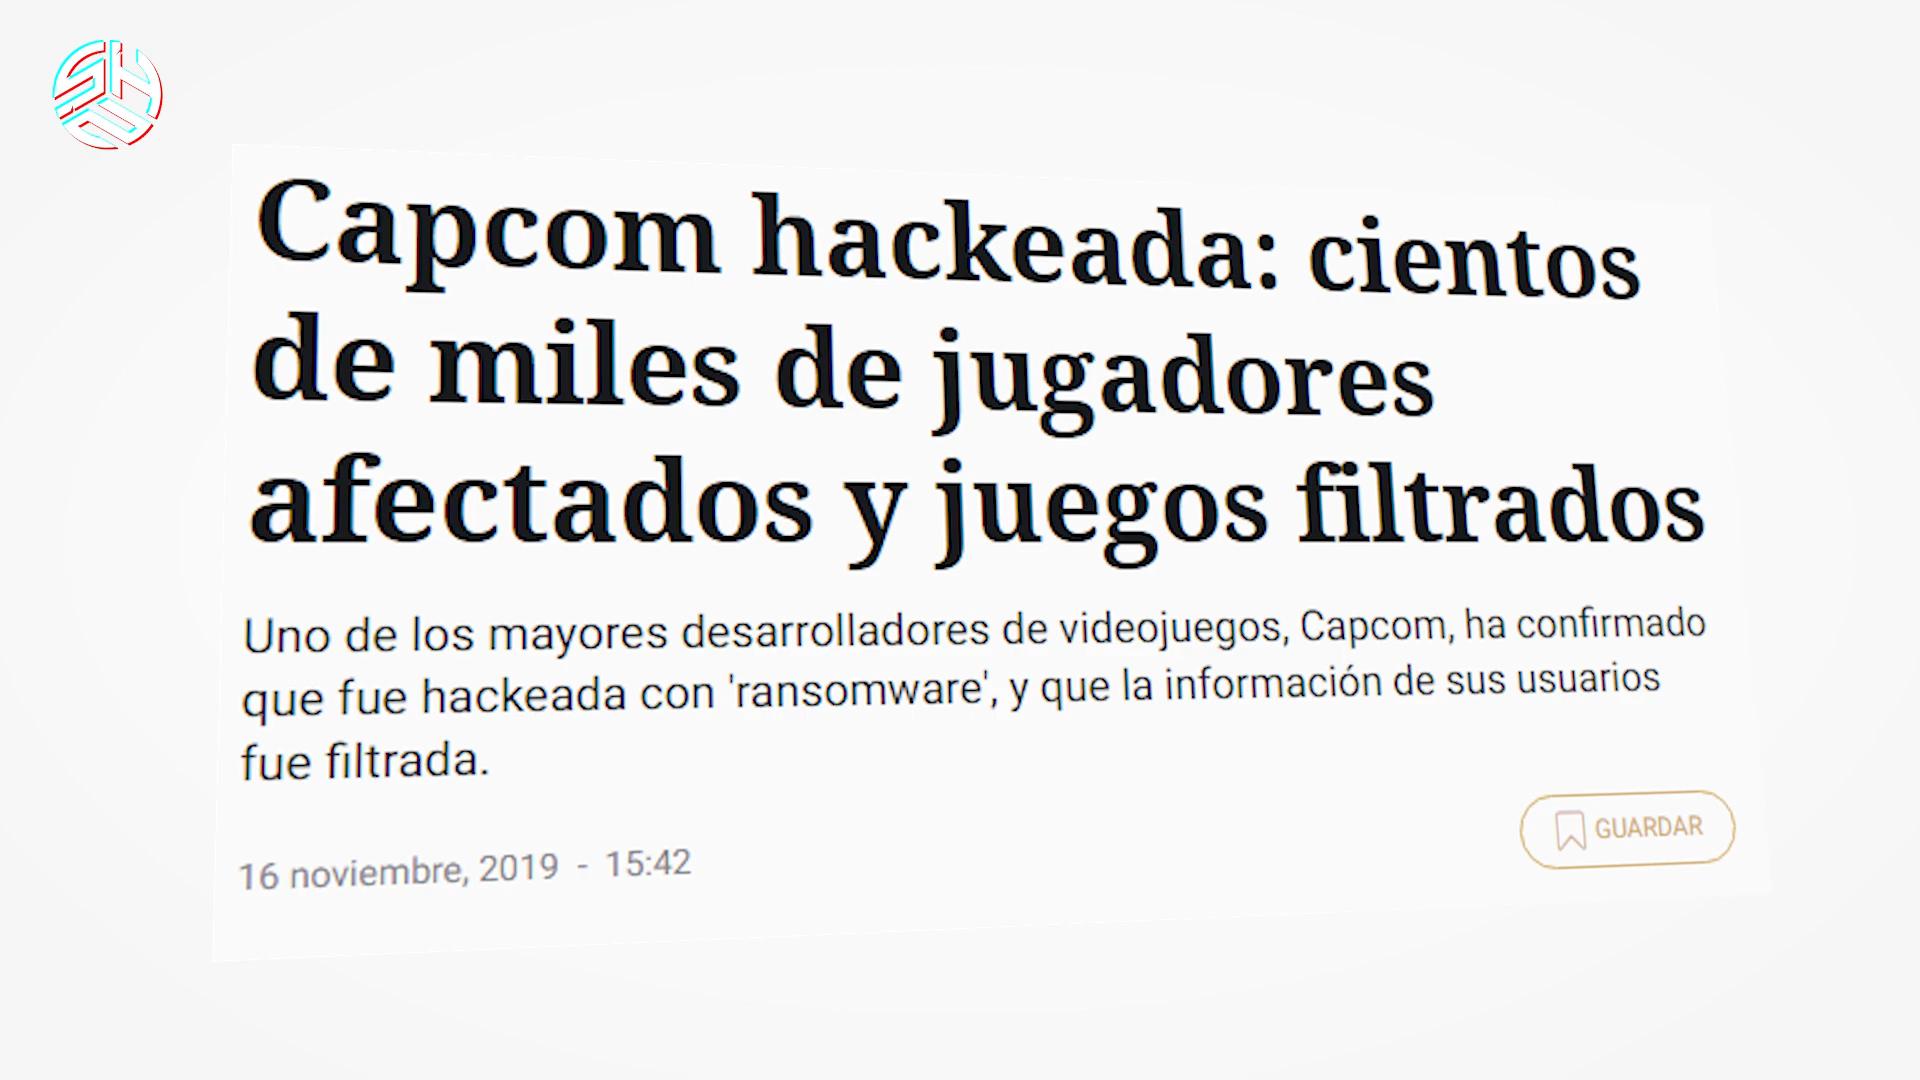 Capcom hackeada: cientos
de miles de jugadores
afectados y juegos filtrados
Uno de los mayores desarrolladores de videojuegos, Capcom, ha confirmado
que fue hackeada con 'ransomware', y que la información de sus usuarios
fue filtrada.
16 noviembre, 2019 - 15:42
GUARDAR